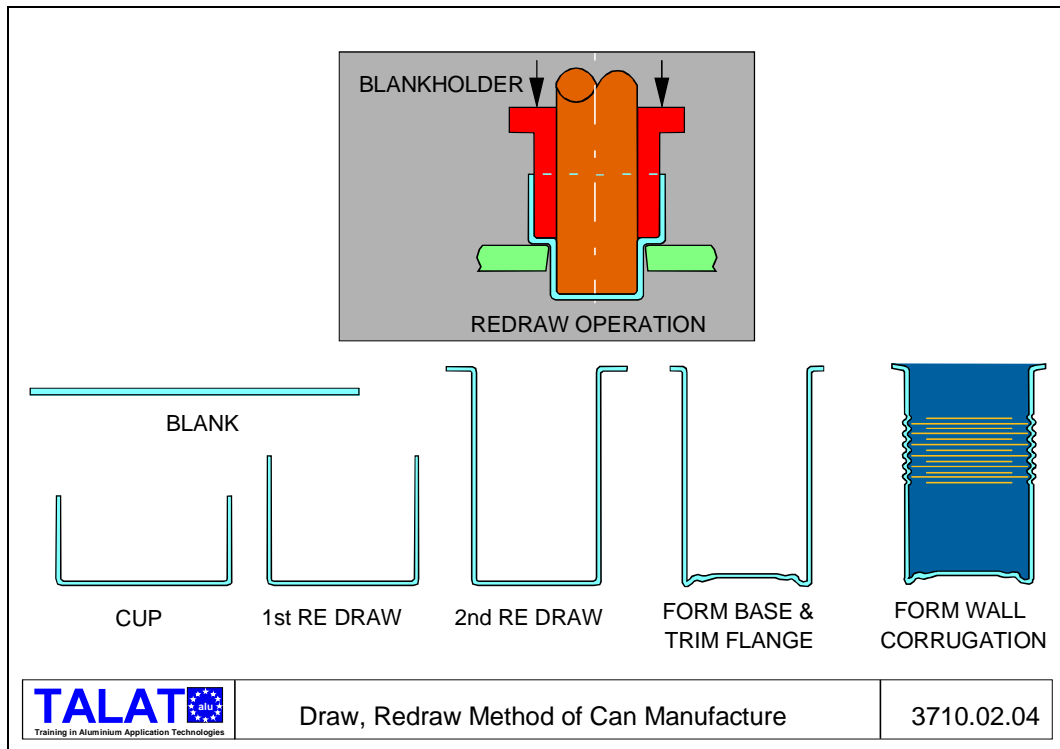 BLANKHOLDER
REDRAW OPERATION
BLANK
CUP
1st RE DRAW
2nd RE DRAW
FORM BASE &
TRIM FLANGE
FORM WALL
CORRUGATION
TALAT
alu
Training in Aluminium Application Technologies
Draw, Redraw Method of Can Manufacture
3710.02.04